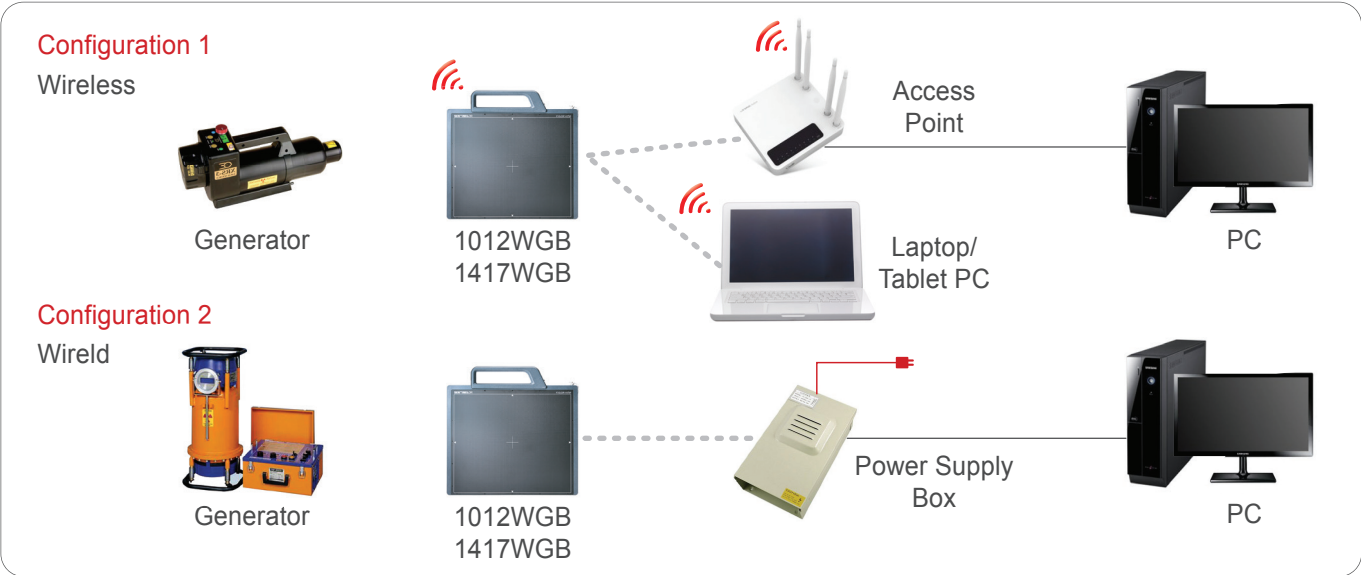 Configuration 1
Wireless
Generator
1012WGB
1417WGB
Access
Point
Laptop/
Tablet PC
PC
Configuration 2
Wireld
Generator
1012WGB
1417WGB
Power Supply
Box
PC